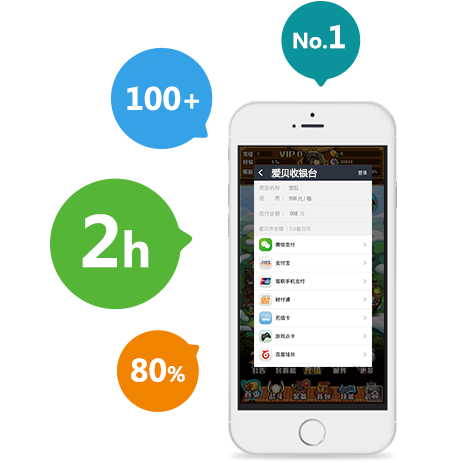 No.1
100+
2h
80%
VIP 0
爱贝收银台
登录
商品名称： 宝石
资 费： 998 元 / 箱
应付金额： 998 元
爱贝币余额 ：0.0爱贝币
微信支付
支付宝
银联手机支付
财付通
充值卡
游戏点卡
百度钱包